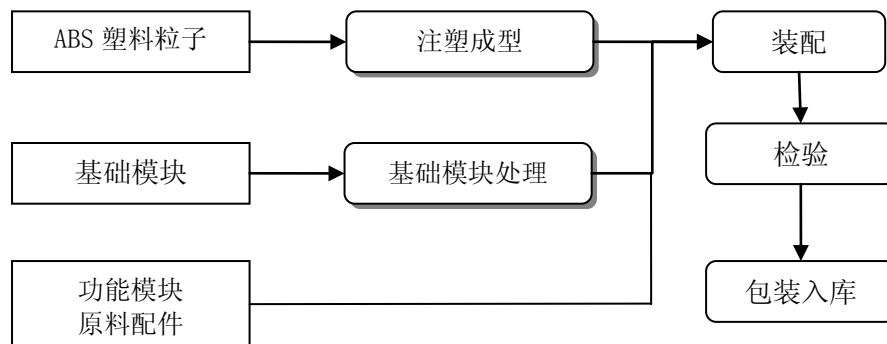 ABS 塑料粒子
注塑成型
装配
基础模块
基础模块处理
检验
功能模块
原料配件
包装入库